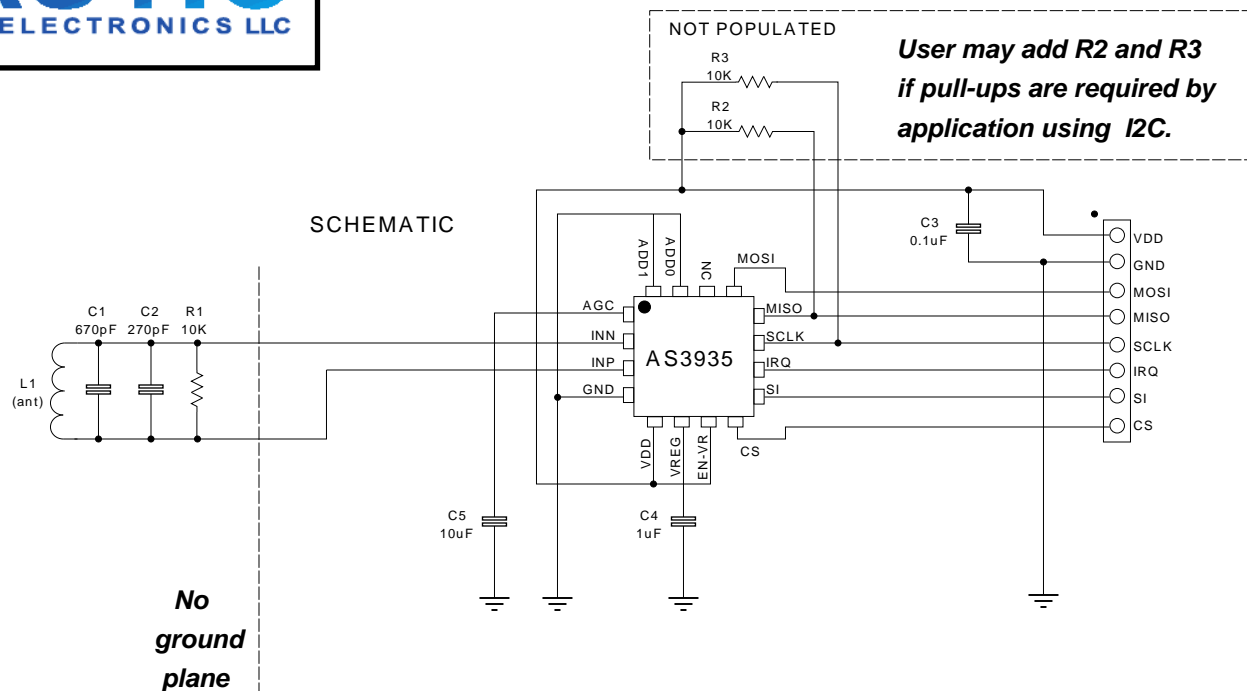 ELECTRONICS LLC
NOT POPULATED
R3
10K
R2
10K
User may add R2 and R3
if pull-ups are required by
application using I2C.
SCHEMATIC
C3
0.1uF
ADD1
ADD0
NC
MOSI
AGC
INN
INP
GND
AS3935
MISO
SCLK
IRQ
SI
VDD
VREG
EN-VR
CS
VDD
GND
MOSI
MISO
SCLK
IRQ
SI
CS
C1
670pF
C2
270pF
R1
10K
L1
(ant)
C5
10uF
C4
1uF
No
ground
plane